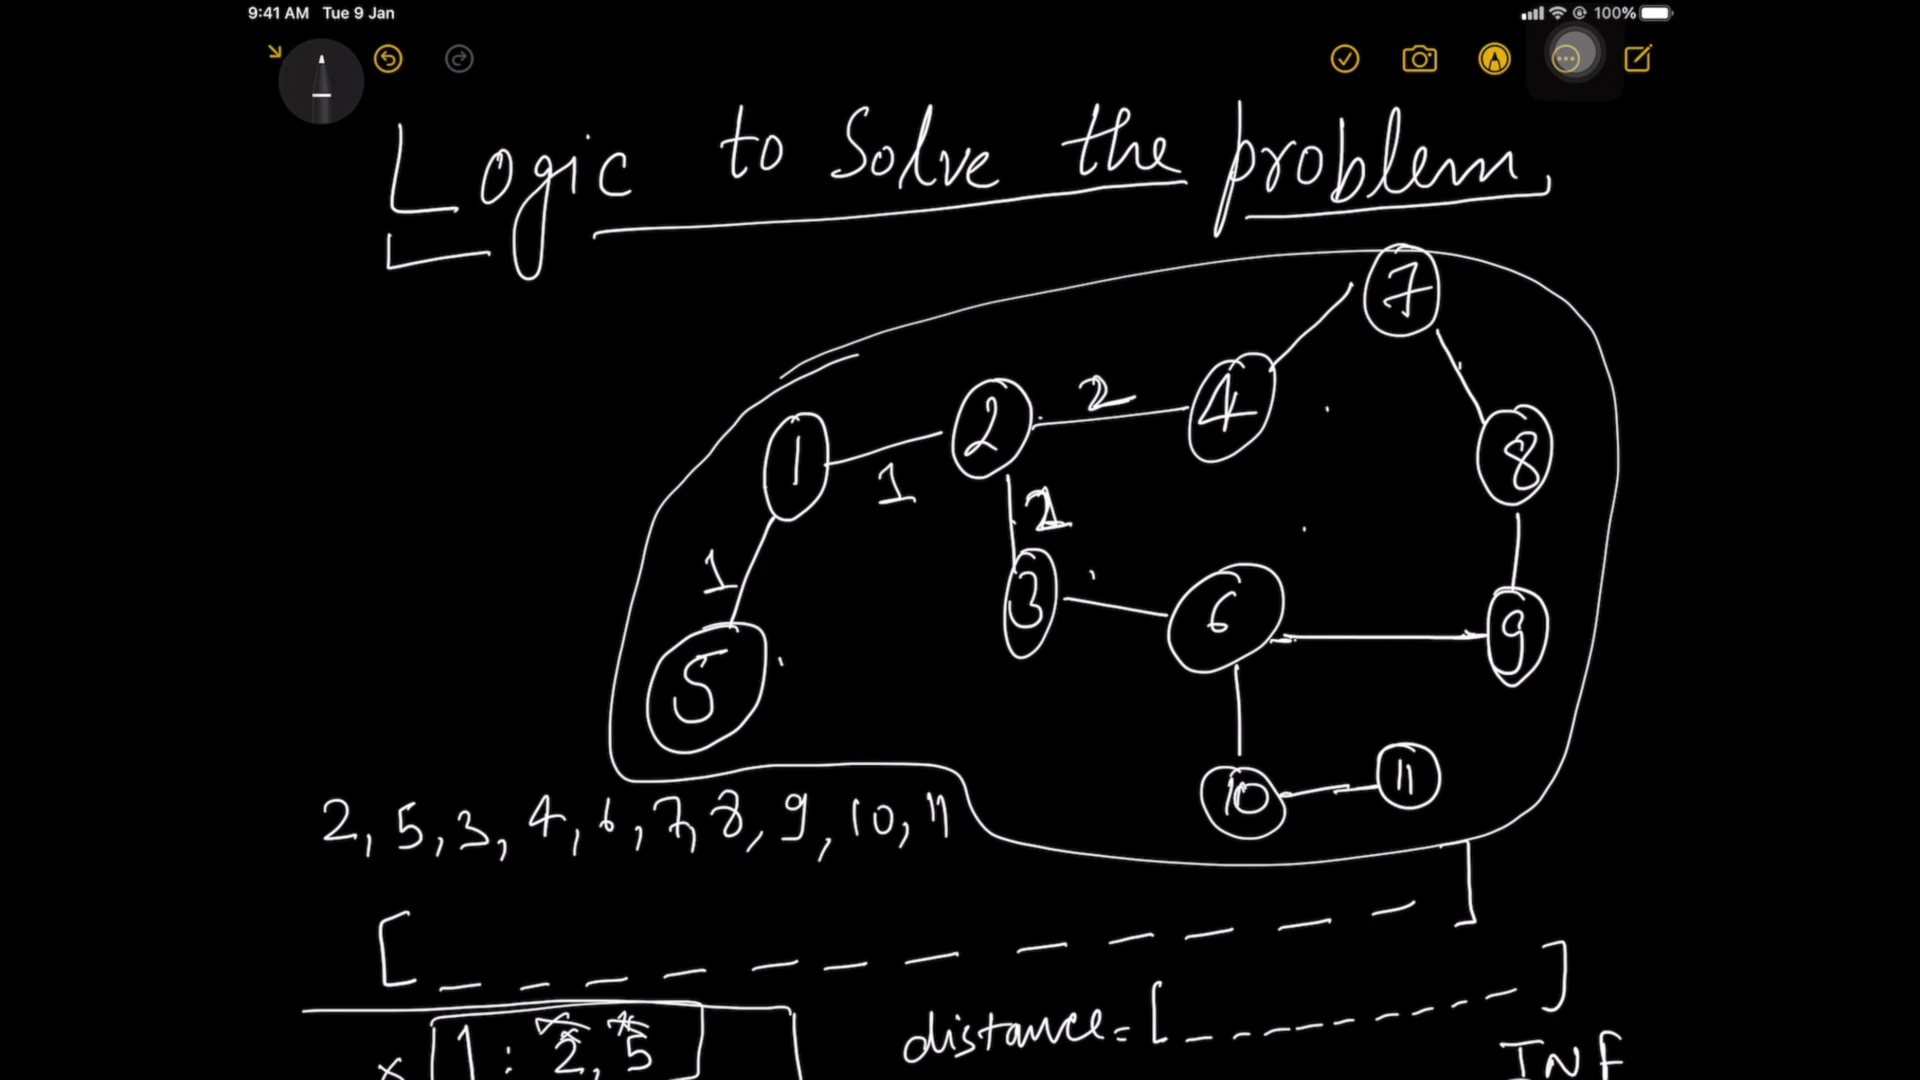 9:41 AM Tue 9 Jan 100%
Logic to Solve the problem
7
2
4
1
2
8
1
2
1
3
6
9
5
10
11
2, 5, 3, 4, 6, 7, 8, 9, 10, 11
[ _ _ _ _ _ _ _ _ _ _ _ _ ]
distance = [ _ _ _ _ _ _ _ _ _ ]
x 1 : 2, 5
INF